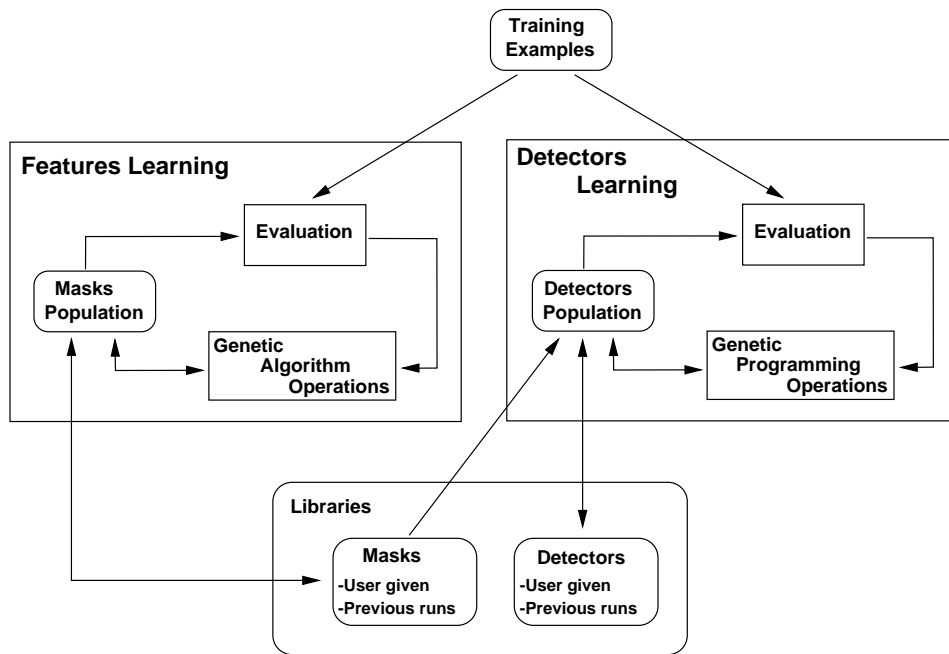 Training
Examples
Features Learning
Evaluation
Masks
Population
Genetic
Algorithm
Operations
Detectors
Learning
Evaluation
Detectors
Population
Genetic
Programming
Operations
Libraries
Masks
-User given
-Previous runs
Detectors
-User given
-Previous runs